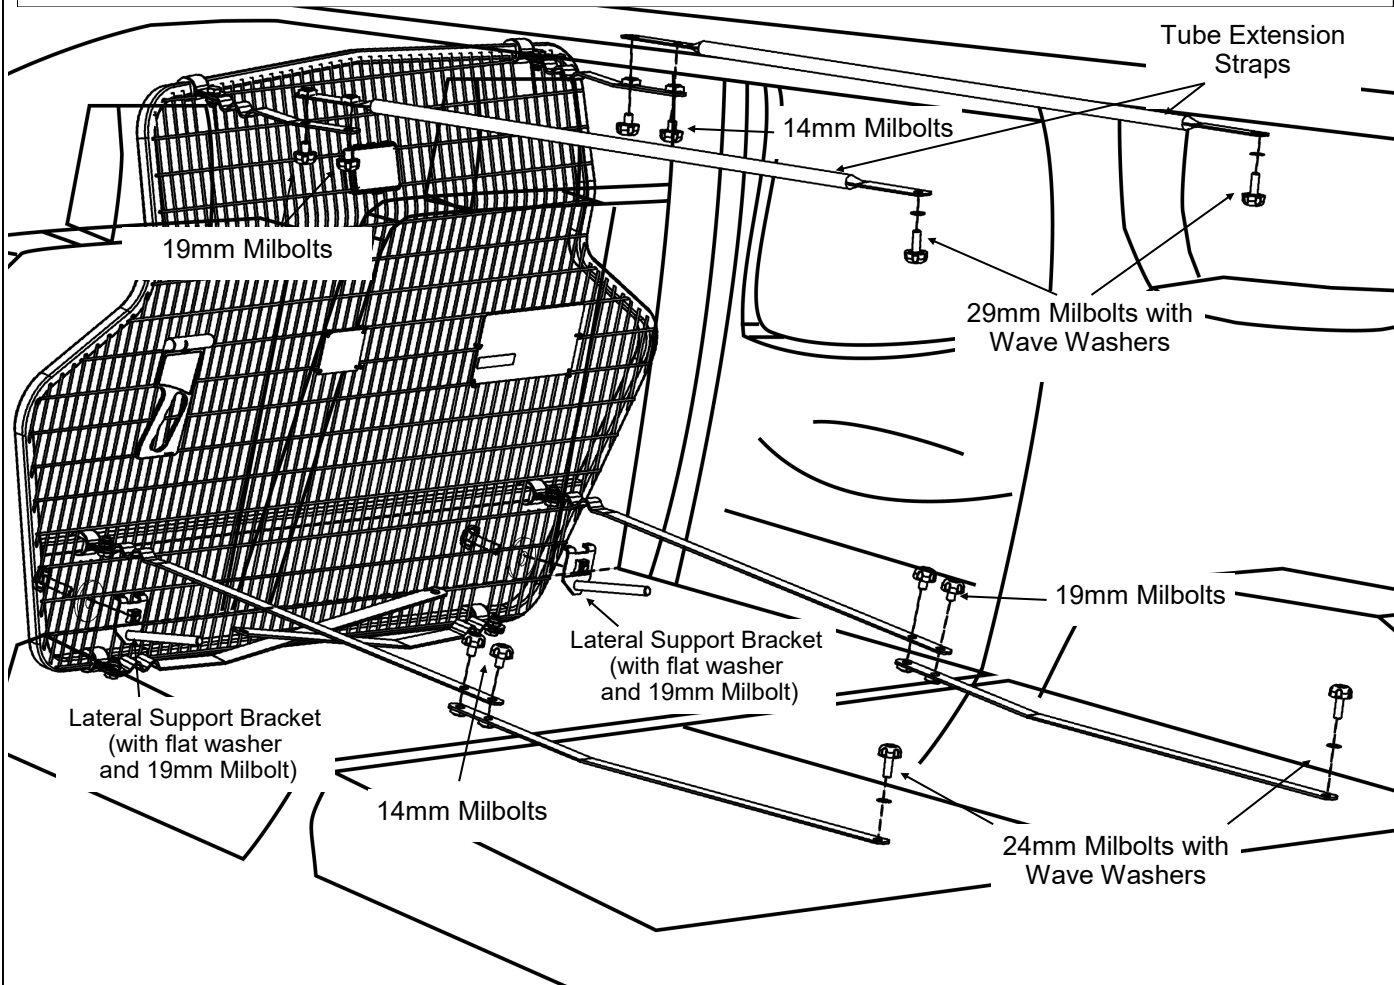 Tube Extension
Straps
14mm Milbolts
19mm Milbolts
29mm Milbolts with
Wave Washers
19mm Milbolts
Lateral Support Bracket
(with flat washer
and 19mm Milbolt)
Lateral Support Bracket
(with flat washer
and 19mm Milbolt)
14mm Milbolts
24mm Milbolts with
Wave Washers